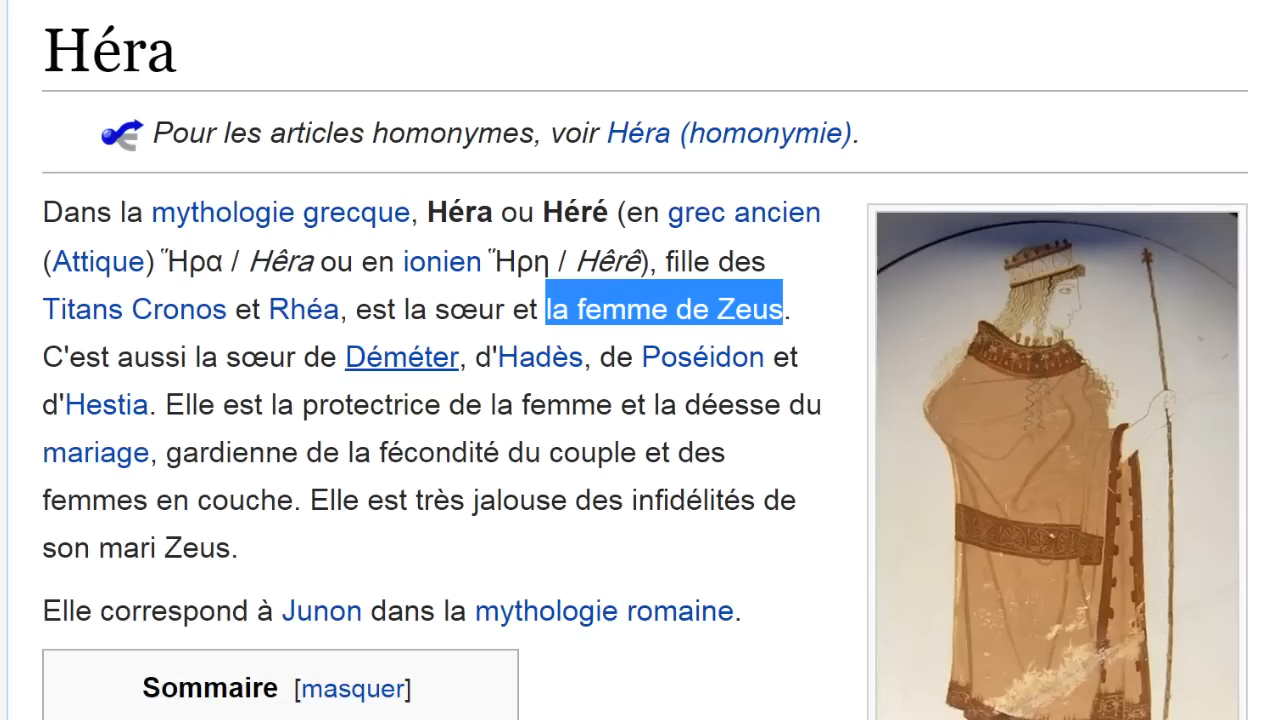 Héra
Pour les articles homonymes, voir Héra (homonymie).
Dans la mythologie grecque, Héra ou Héré (en grec ancien
(Attique) Ἥρα / Hêra ou en ionien Ἥρη / Hêrê), fille des
Titans Cronos et Rhéa, est la sœur et la femme de Zeus.
C'est aussi la sœur de Déméter, d'Hadès, de Poséidon et
d'Hestia. Elle est la protectrice de la femme et la déesse du
mariage, gardienne de la fécondité du couple et des
femmes en couche. Elle est très jalouse des infidélités de
son mari Zeus.
Elle correspond à Junon dans la mythologie romaine.
Sommaire [masquer]